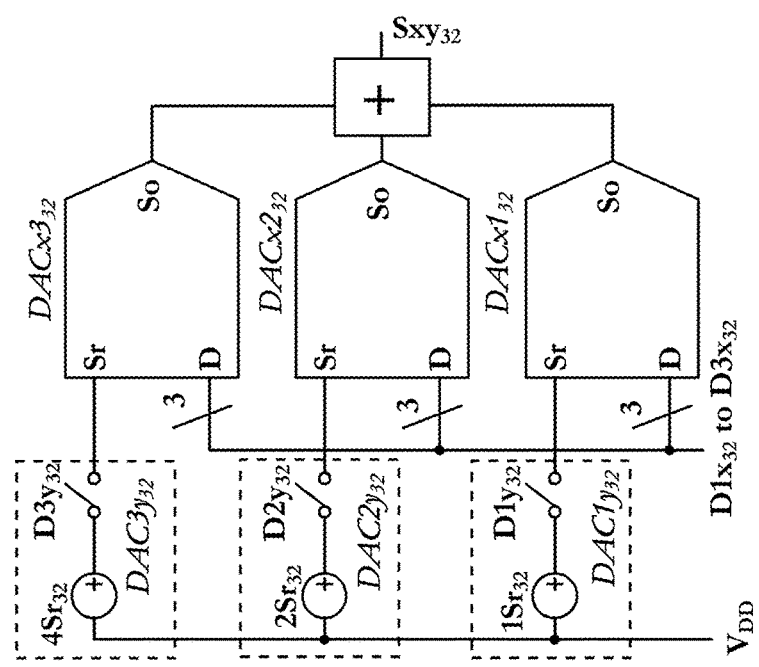 Sxy32
+
So
DACx332
Sr
D
3
D3y32
DAC3y32
4Sr32
+
So
DACx232
Sr
D
3
D2y32
DAC2y32
2Sr32
+
So
DACx132
Sr
D
3
D1y32
DAC1y32
1Sr32
+
D1x32 to D3x32
VDD